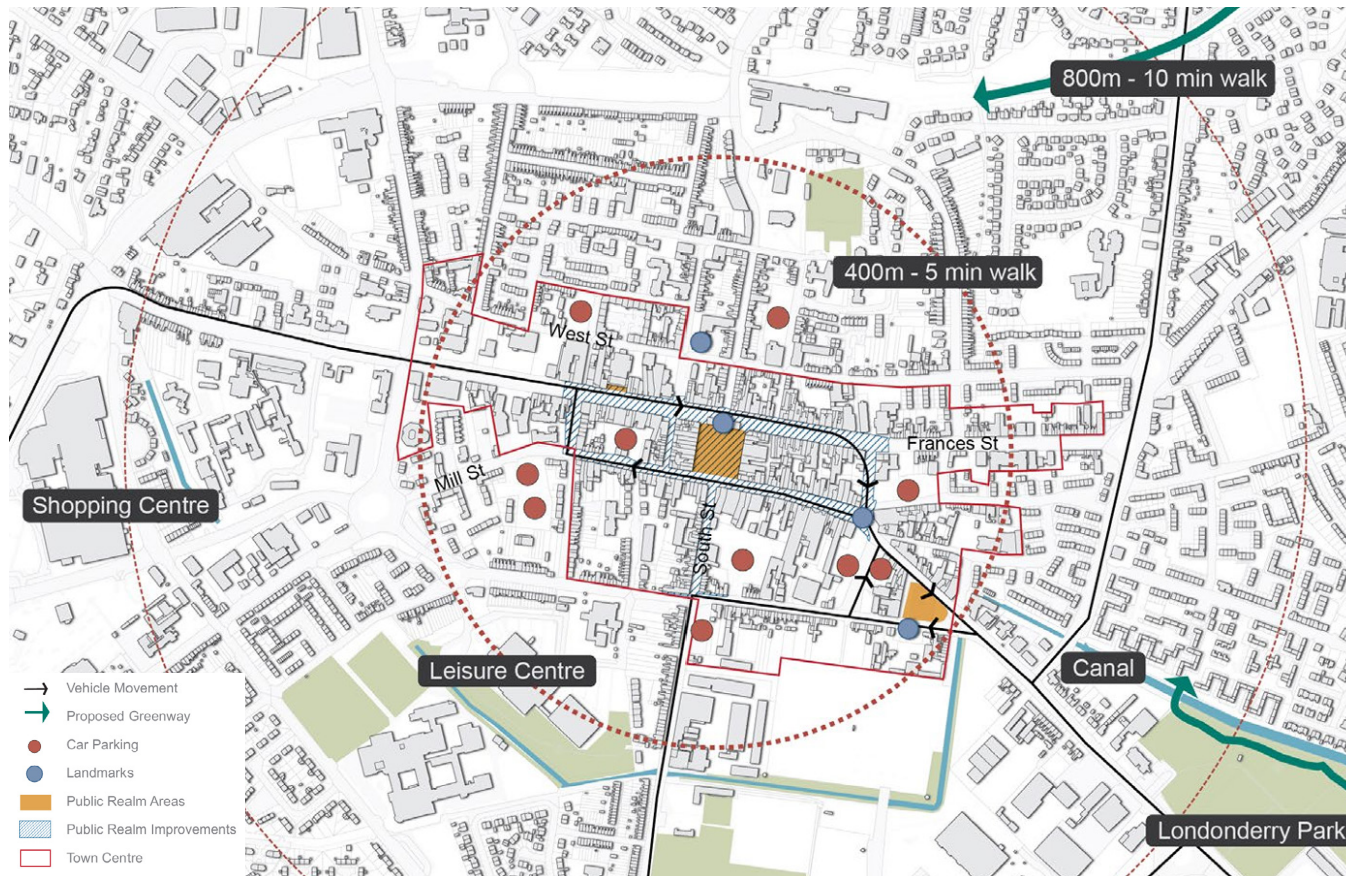 800m - 10 min walk
400m - 5 min walk
West St
Frances St
Mill St
Shopping Centre
South St
Leisure Centre
Canal
Londonderry Park
Vehicle Movement
Proposed Greenway
Car Parking
Landmarks
Public Realm Areas
Public Realm Improvements
Town Centre